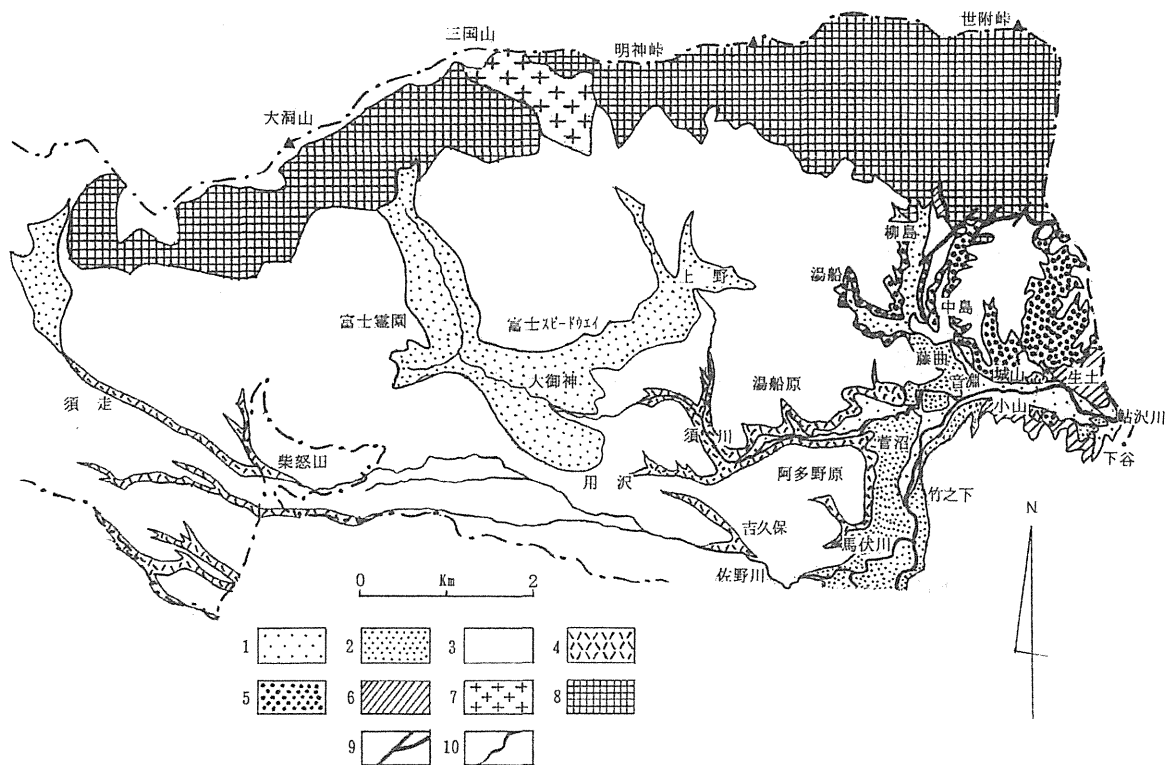 世附峠
三国山
明神峠
大洞山
柳島
湯船
上野
中島
富士霊園
富士スピードウエイ
藤曲
大御神
湯船原
音淵
城山
生土
小山
鮎沢川
須走
須川
菅沼
下谷
柴怒田
用沢
阿多野原
竹之下
N
吉久保
馬伏川
佐野川
0 Km 2
1 2 3 4
5 6 7 8
9 10